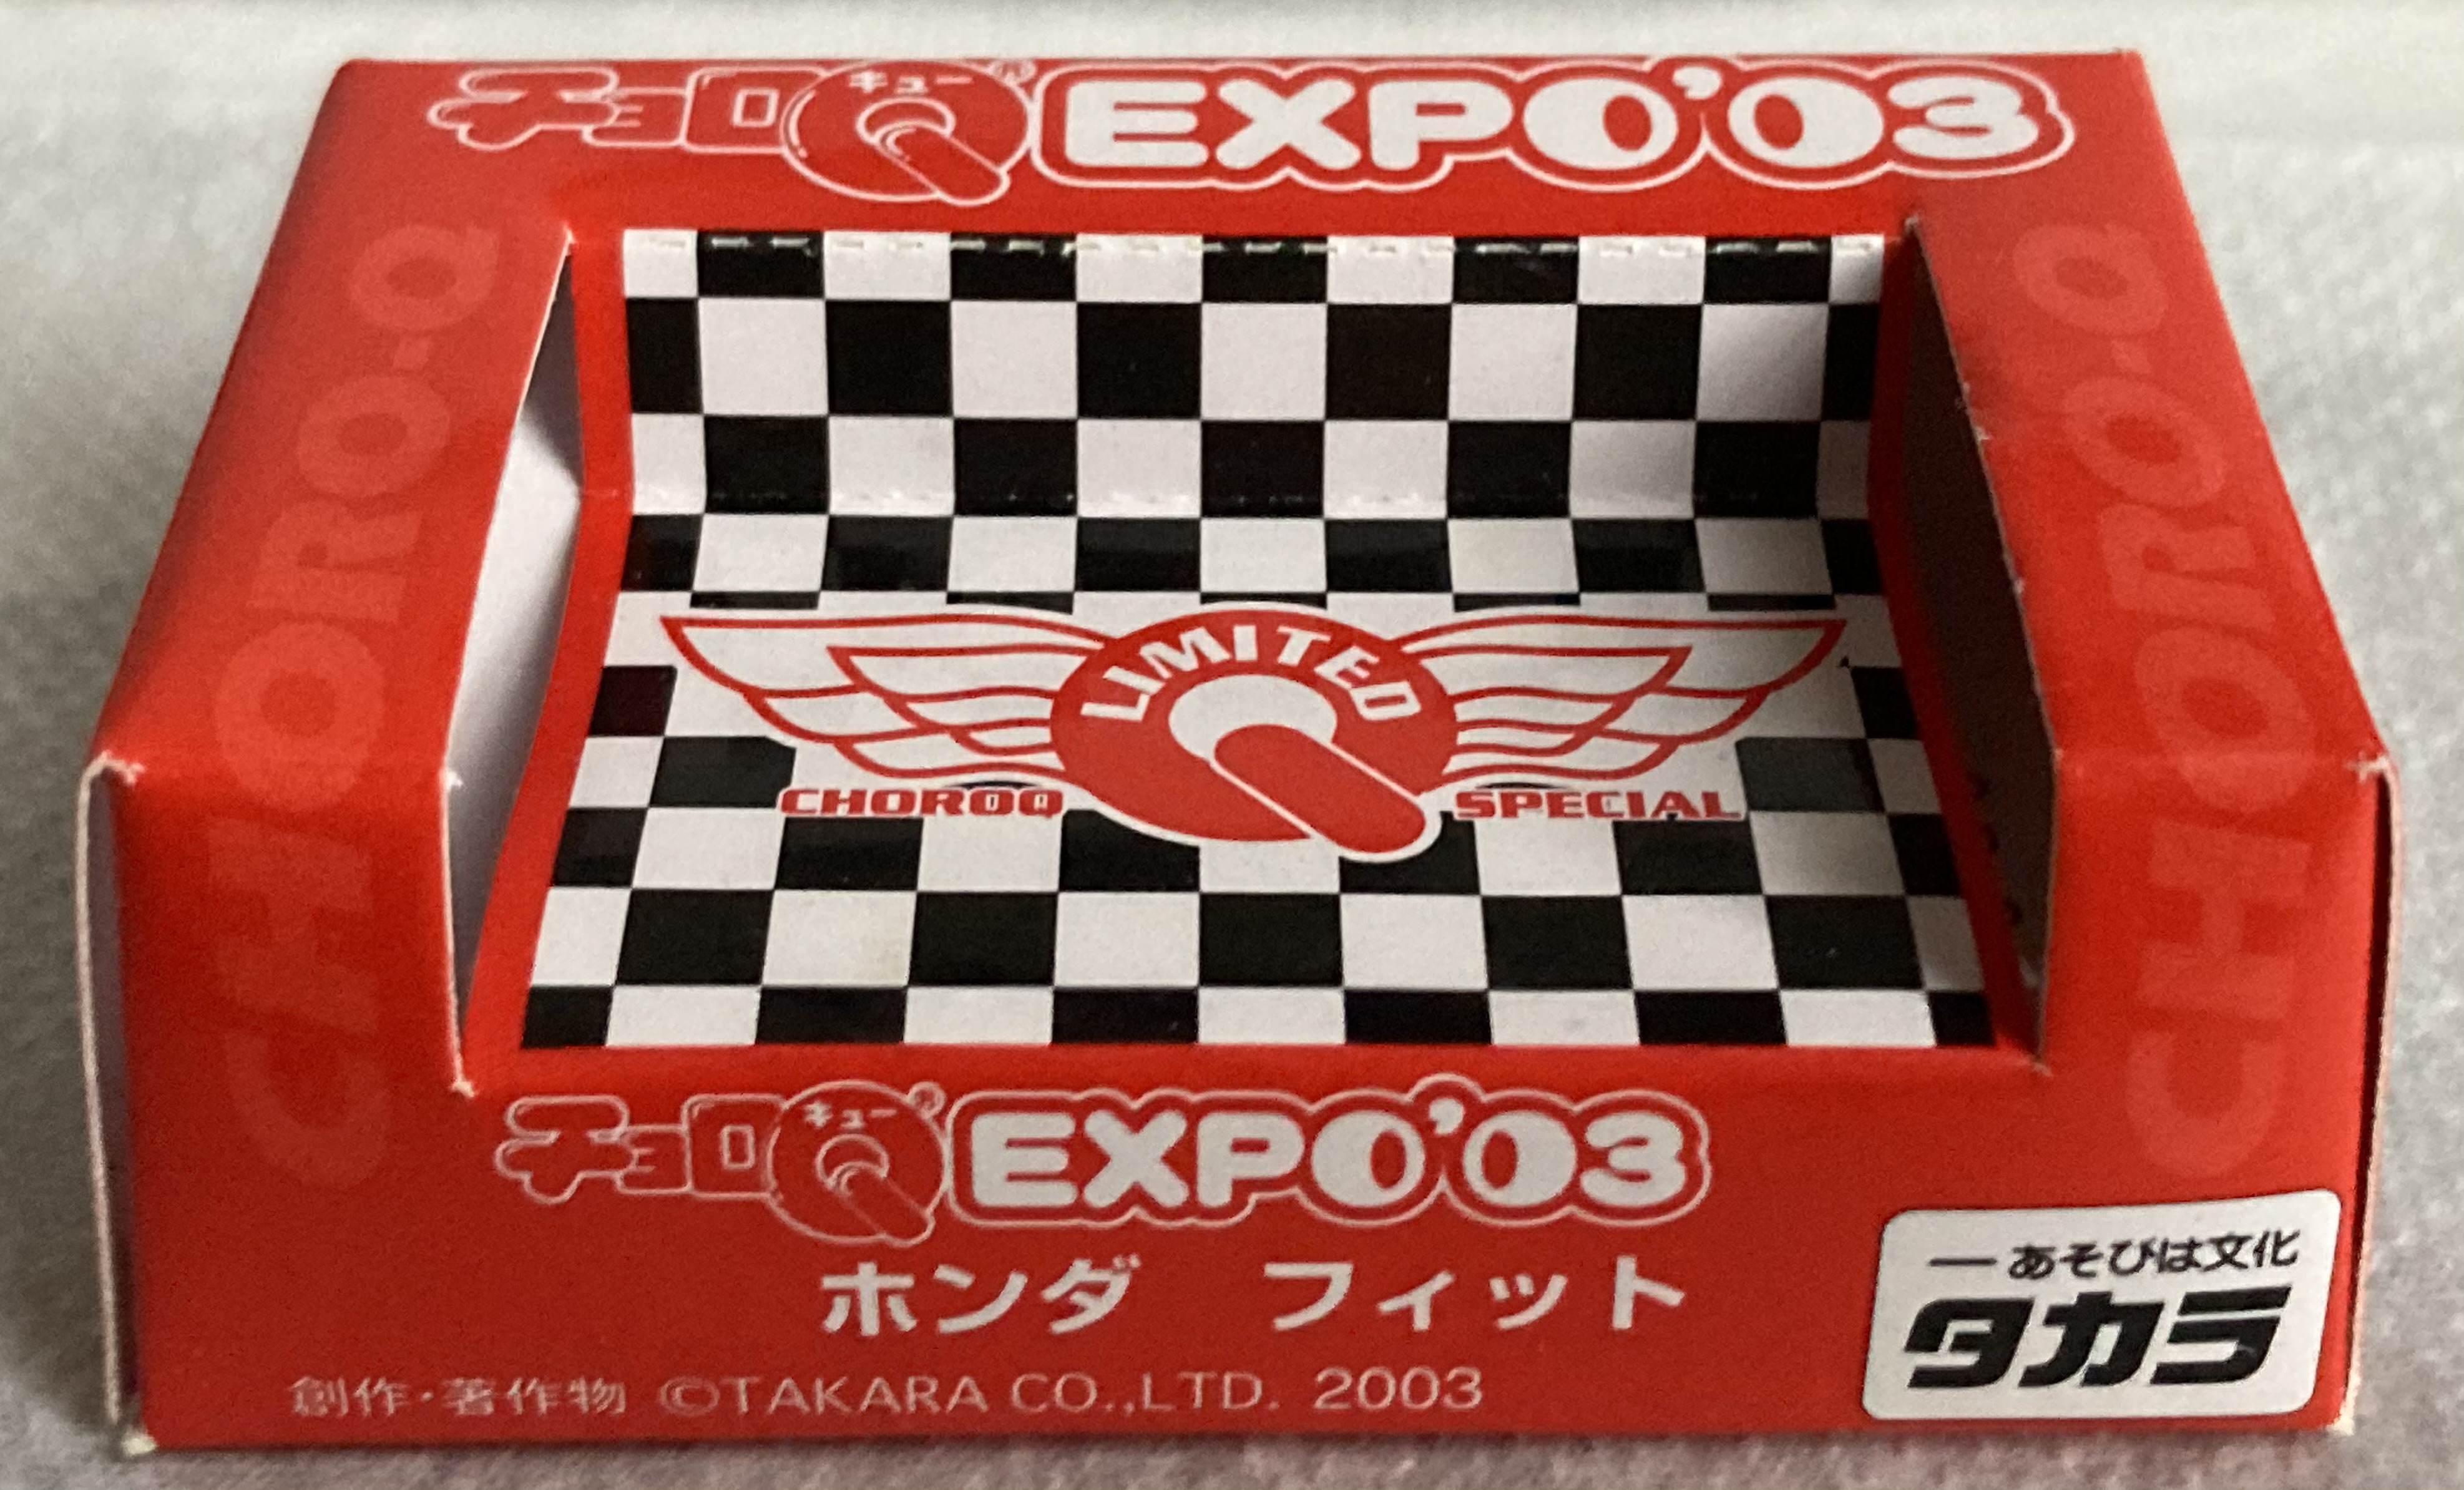 チョロQ キュー® EXPO'03
CHORO-Q
CHORO-Q
LIMITED
CHOROQ SPECIAL
チョロQ キュー® EXPO'03
ホンダ フィット
創作・著作物 ©TAKARA CO.,LTD. 2003
—あそびは文化
タカラ